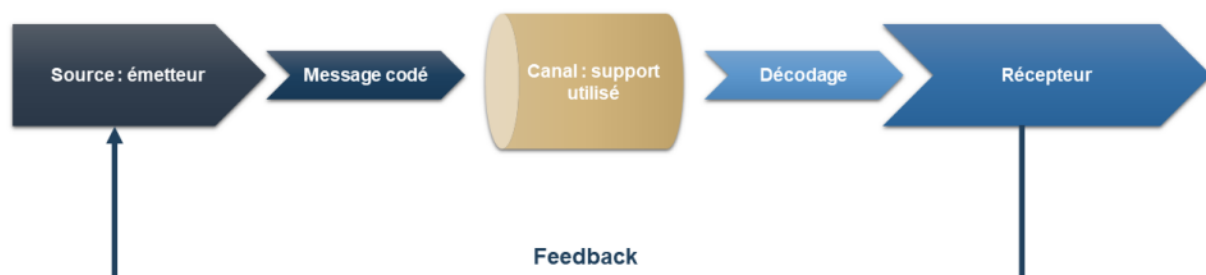 Source : émetteur
Message codé
Canal : support
utilisé
Décodage
Récepteur
Feedback